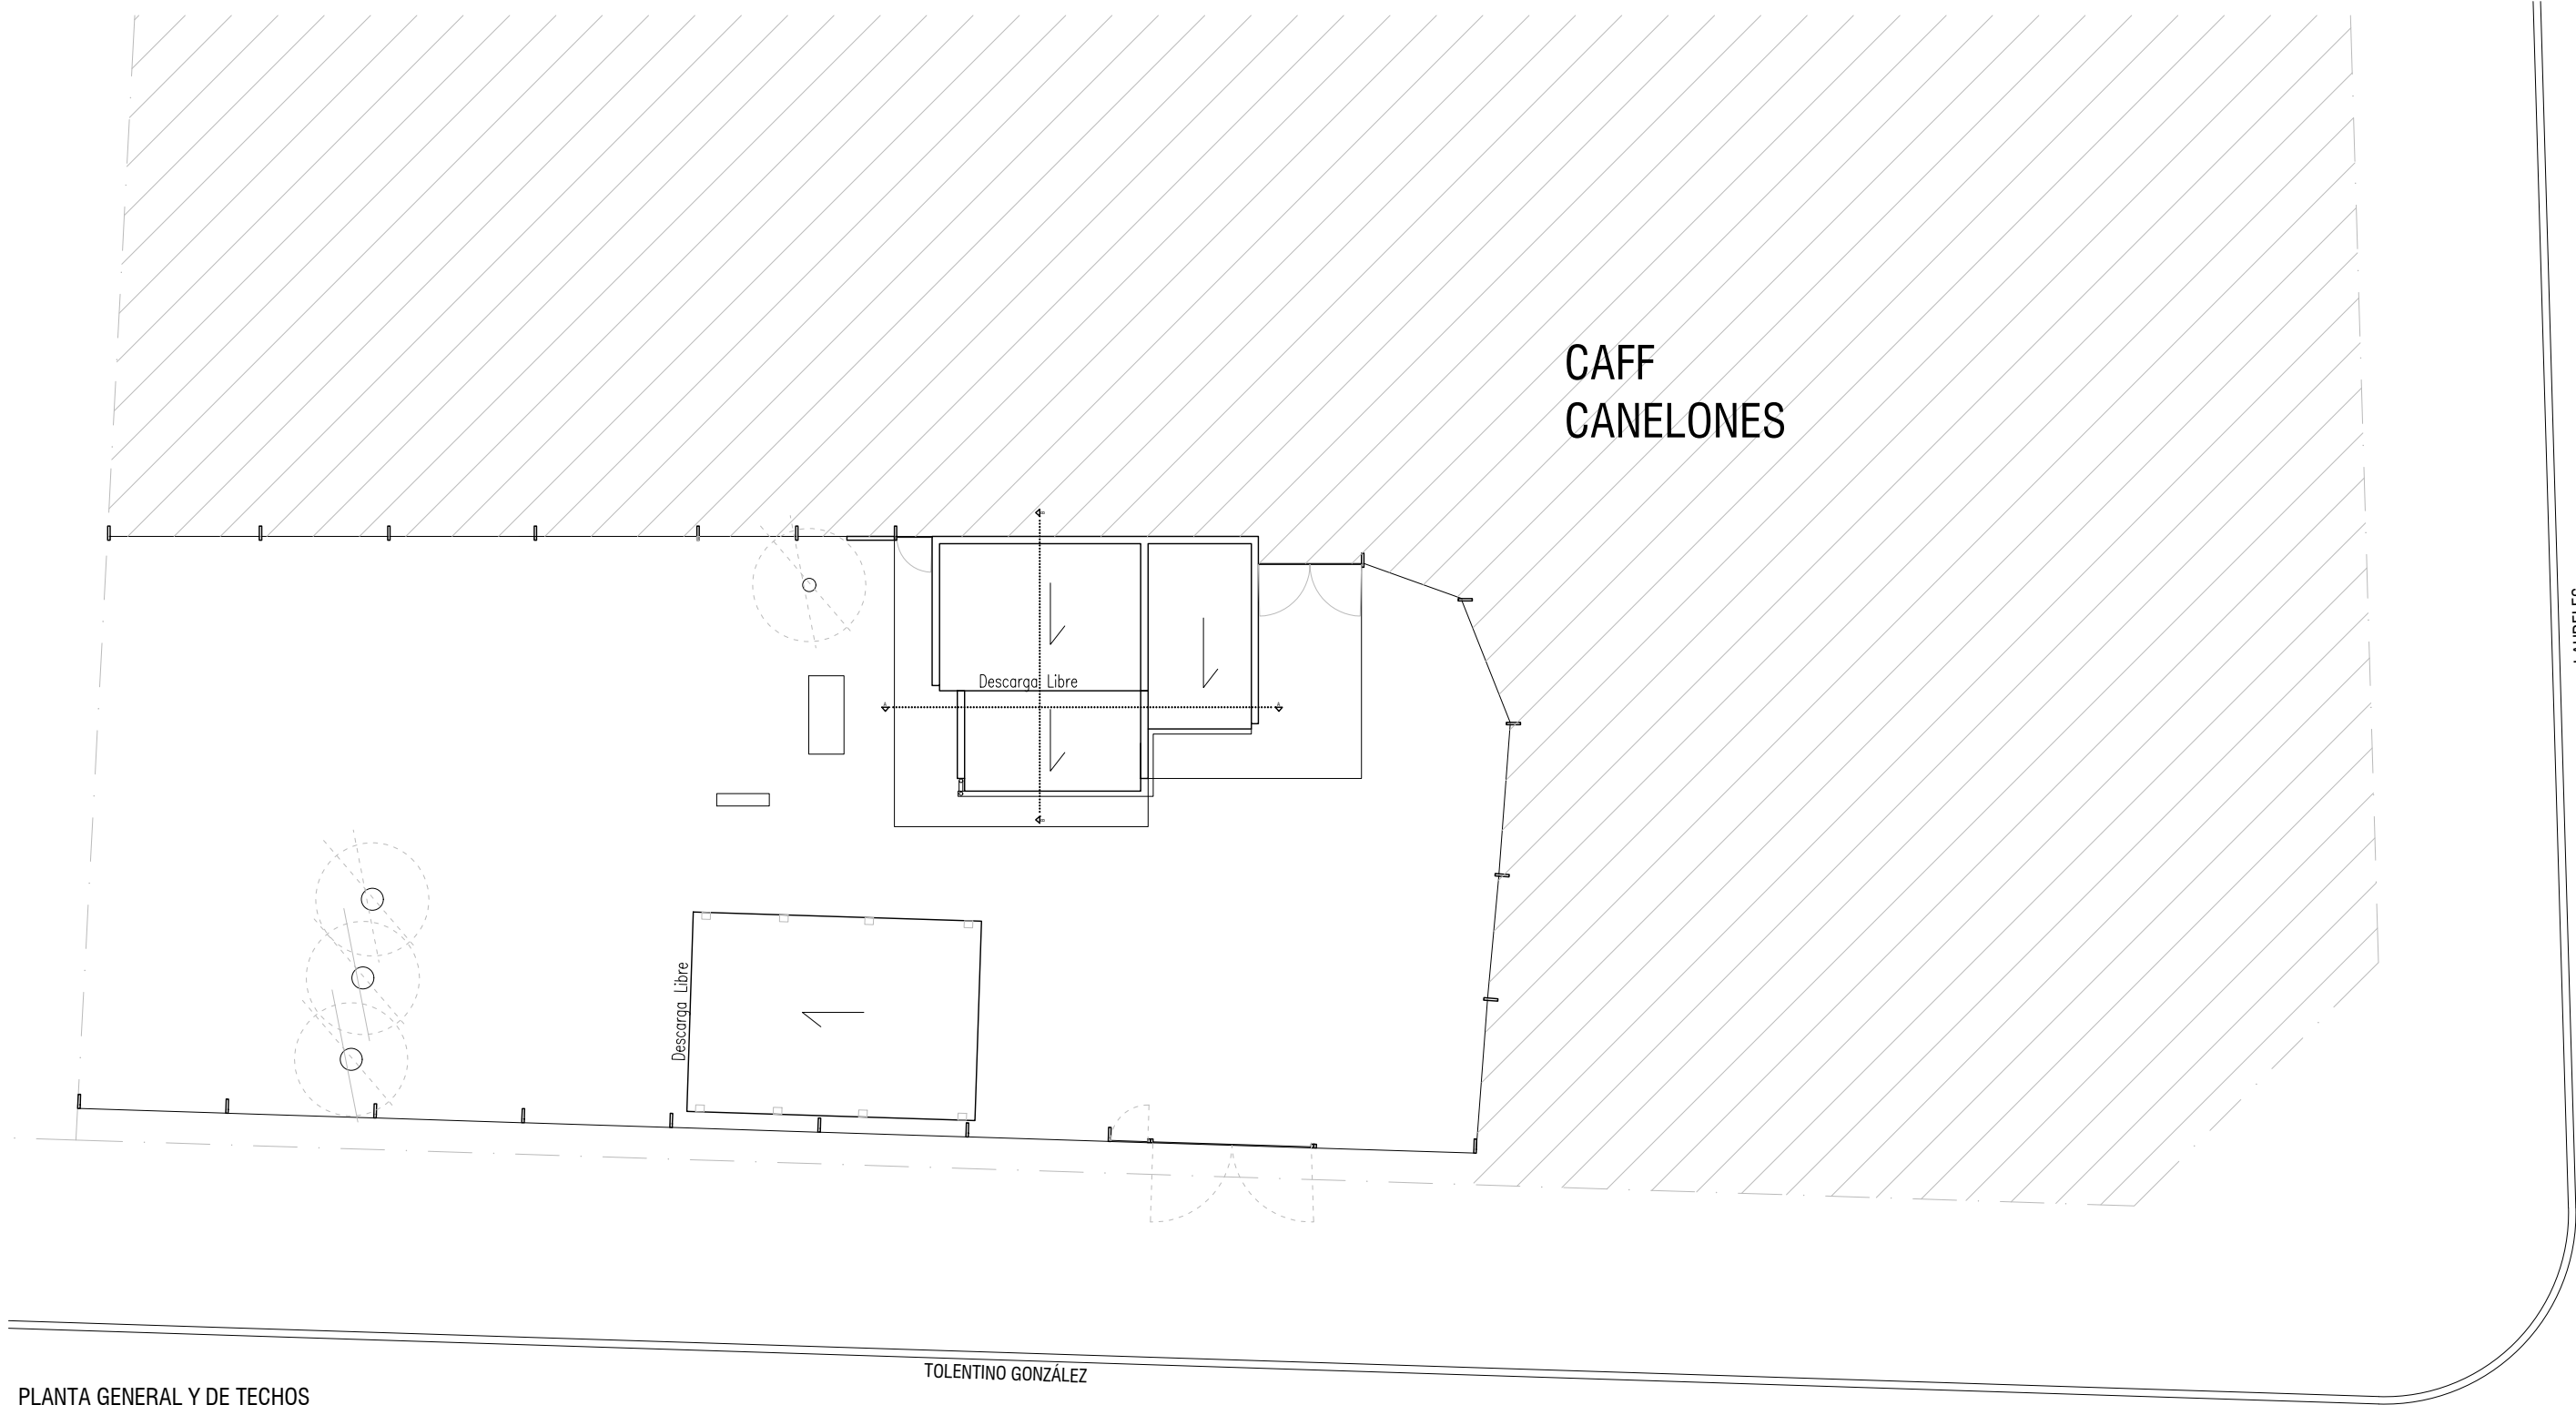 CAFF
CANELONES
Descarga Libre
Descarga Libre
TOLENTINO GONZÁLEZ
PLANTA GENERAL Y DE TECHOS